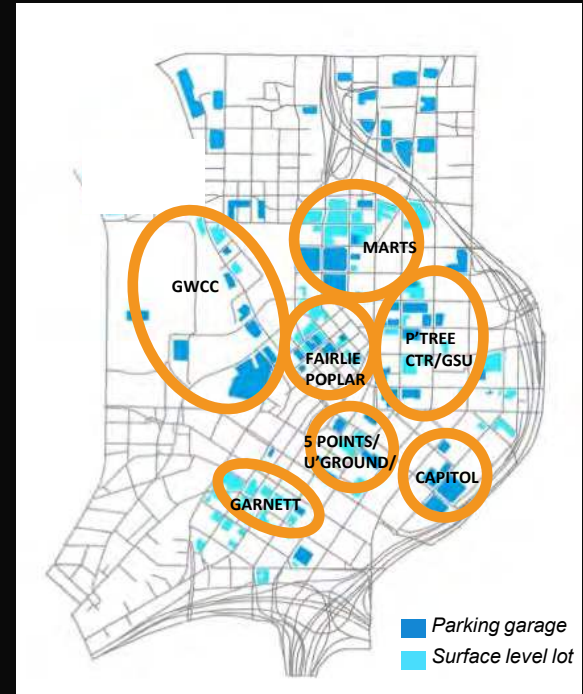 MARTS
GWCC
P'TREE
CTR/GSU
FAIRLIE
POPLAR
5 POINTS/
U'GROUND/
CAPITOL
GARNETT
Parking garage
Surface level lot